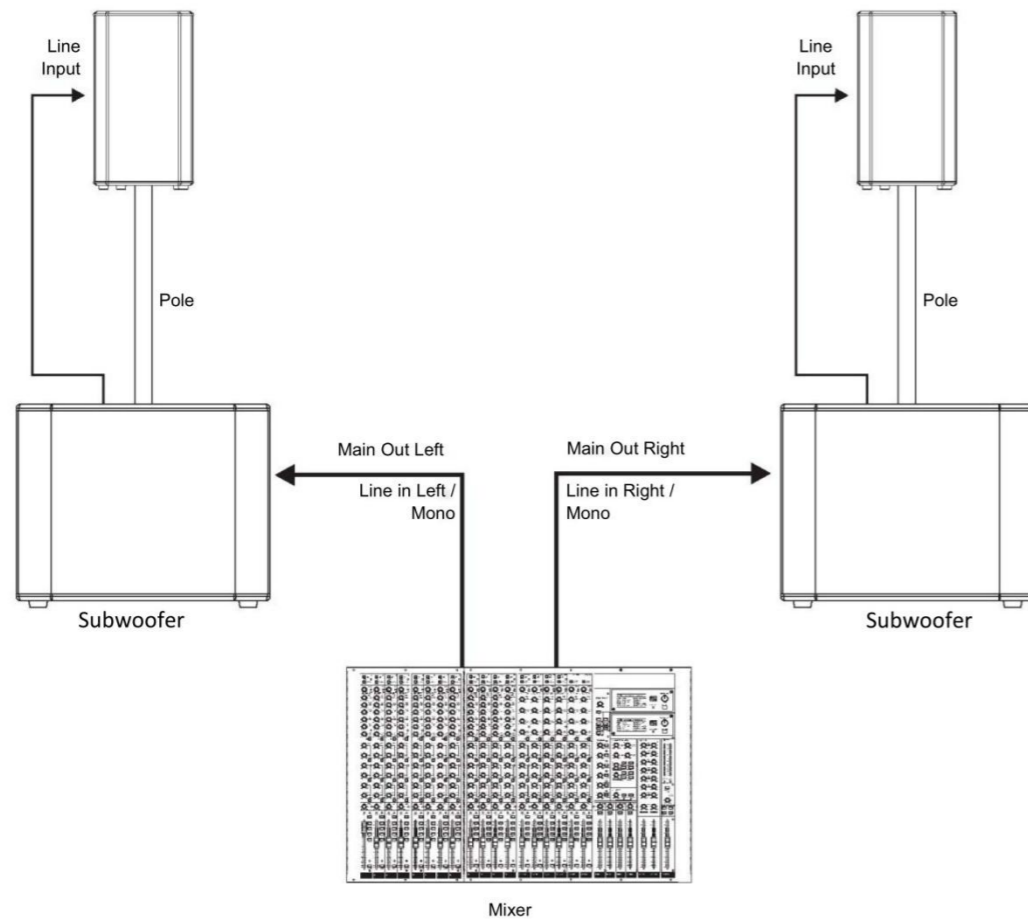 Line
Input
Line
Input
Pole
Pole
Main Out Left
Main Out Right
Line in Left /
Mono
Line in Right /
Mono
Subwoofer
Subwoofer
Mixer